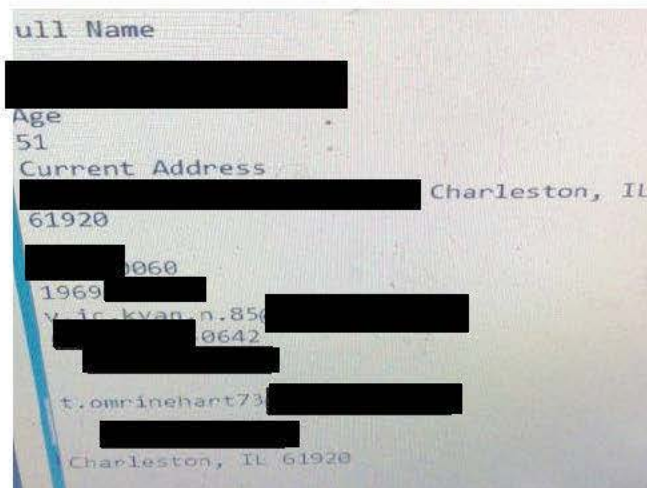 ull Name
Age
51
Current Address
Charleston, IL
61920
0060
1969
0642
t.omrinehart73
Charleston, IL 61920